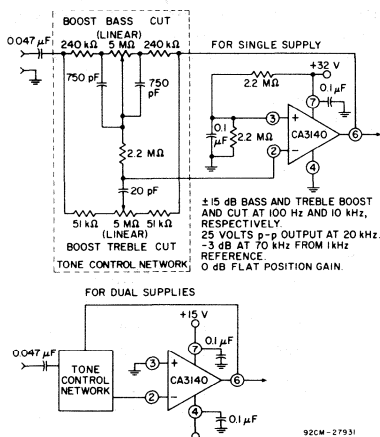 BOOST BASS CUT
(LINEAR)
0.047 µF
240 kΩ 5 MΩ 240 kΩ
FOR SINGLE SUPPLY
750 pF
750 pF
+32 V
7
0.1 µF
2.2 MΩ
3
+
CA3140
6
0.1 µF
2.2 MΩ
2
−
4
2.2 MΩ
20 pF
51 kΩ 5 MΩ 51 kΩ
(LINEAR)
BOOST TREBLE CUT
TONE CONTROL NETWORK
±15 dB BASS AND TREBLE BOOST
AND CUT AT 100 Hz AND 10 kHz,
RESPECTIVELY.
25 VOLTS p-p OUTPUT AT 20 kHz.
-3 dB AT 70 kHz FROM 1kHz
REFERENCE.
0 dB FLAT POSITION GAIN.
FOR DUAL SUPPLIES
+15 V
0.1 µF
7
0.047 µF
TONE
CONTROL
NETWORK
3
+
CA3140
6
2
−
4
0.1 µF
92CM-27931